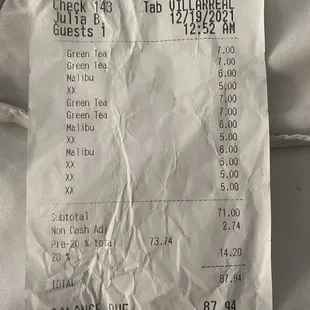 Check 143 Tab VILLARREAL
Julia B. 12/19/2021
Guests 1 12:52 AM
Green Tea 7.00
Green Tea 7.00
Malibu 6.00
XX 5.00
Green Tea 7.00
Green Tea 7.00
Malibu 6.00
XX 5.00
Malibu 6.00
XX 5.00
XX 5.00
XX 5.00
Subtotal 71.00
Non Cash Adj 2.74
Pre-20 % total 73.74
20 % 14.20
TOTAL 87.94
BALANCE DUE 87.94